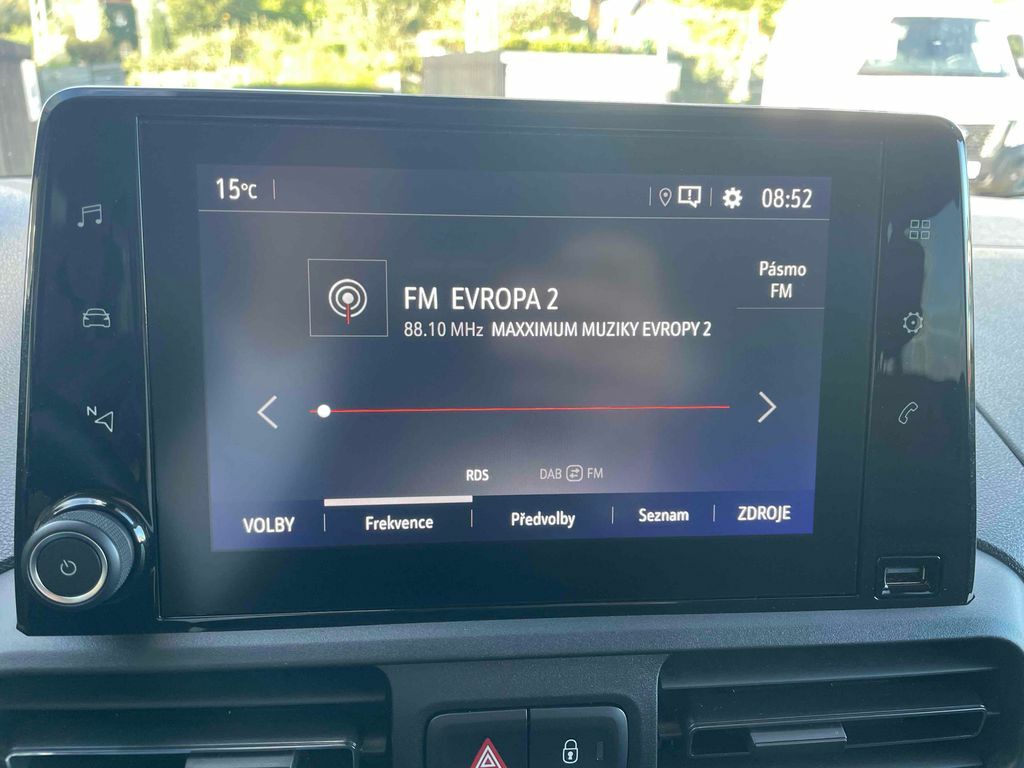 15°C
08:52
Pásmo
FM
FM EVROPA 2
88.10 MHz MAXXIMUM MUZIKY EVROPY 2
N
RDS
DAB FM
VOLBY Frekvence Předvolby Seznam ZDROJE